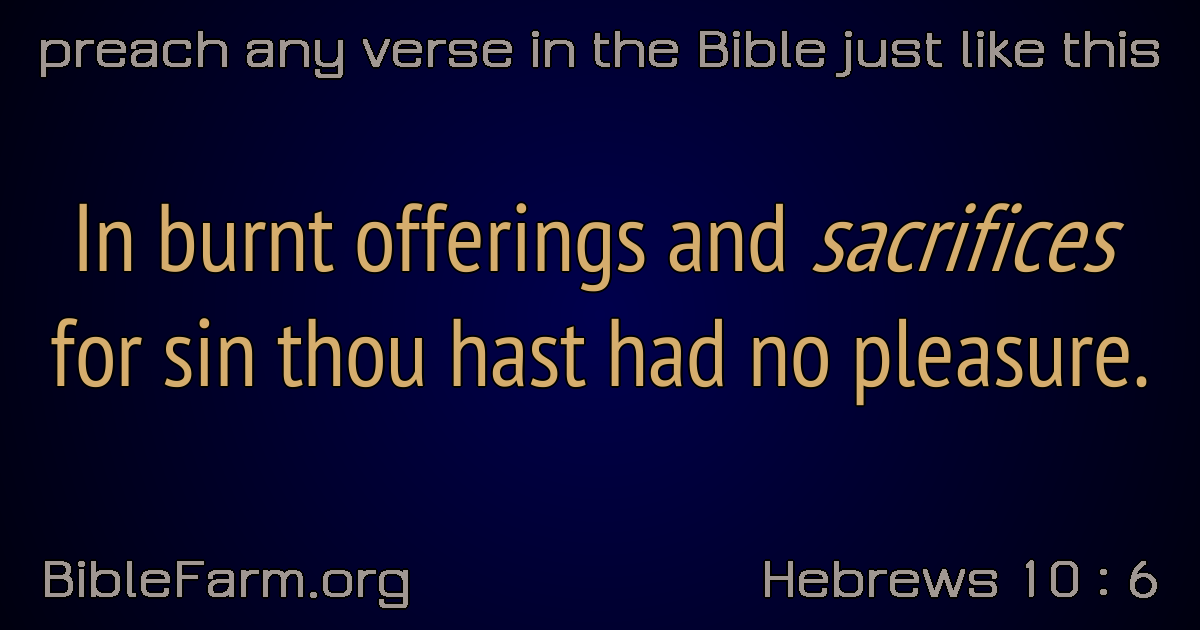 preach any verse in the Bible just like this
In burnt offerings and sacrifices
for sin thou hast had no pleasure.
BibleFarm.org
Hebrews 10 : 6